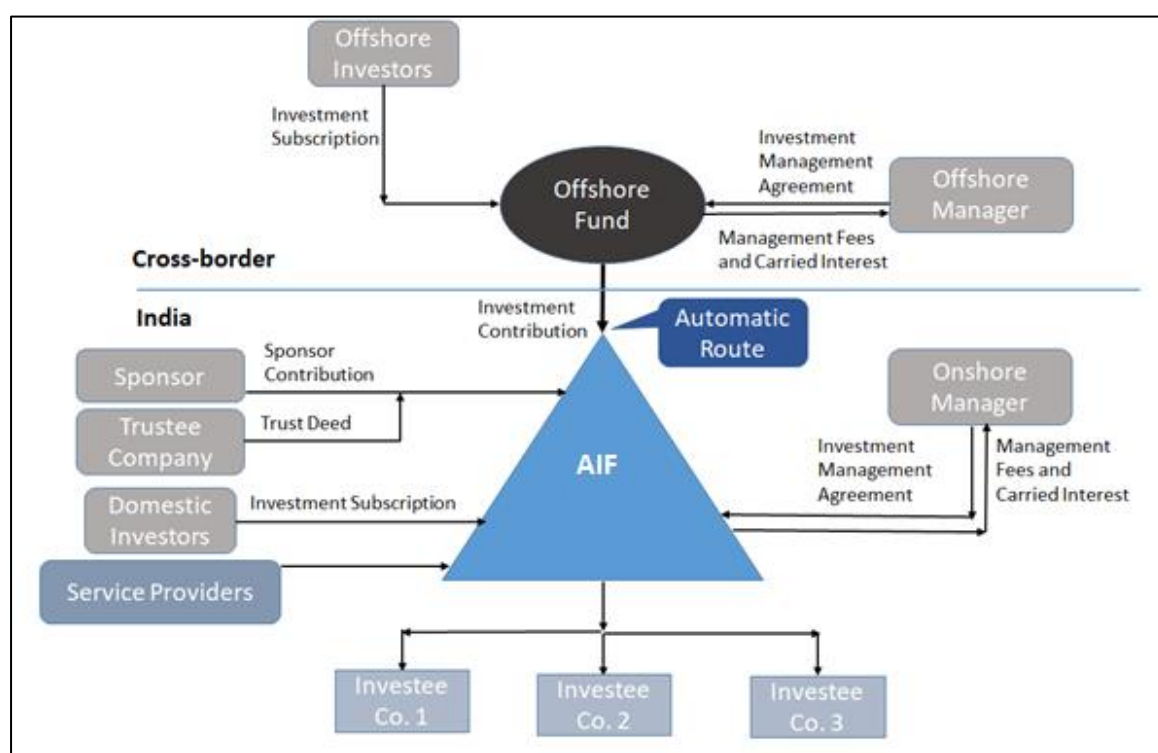 Offshore
Investors
Investment
Subscription
Investment
Management
Agreement
Offshore
Fund
Offshore
Manager
Management Fees
and Carried Interest
Cross-border
India
Investment
Contribution
Automatic
Route
Sponsor
Sponsor
Contribution
Trustee
Company
Trust Deed
Onshore
Manager
AIF
Investment
Management
Agreement
Management
Fees and
Carried Interest
Domestic
Investors
Investment Subscription
Service Providers
Investee
Co. 1
Investee
Co. 2
Investee
Co. 3